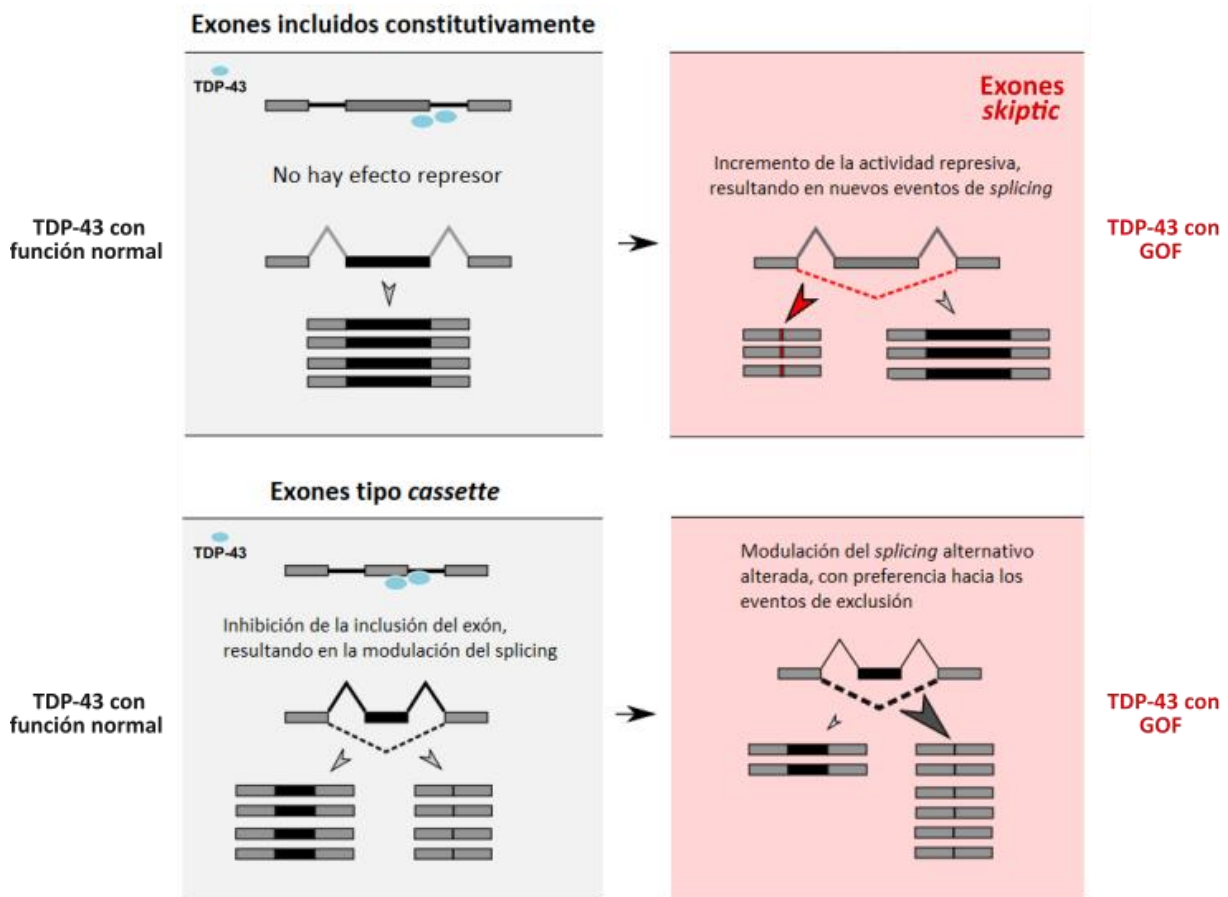 Exones incluidos constitutivamente
TDP-43
No hay efecto represor
TDP-43 con
función normal
Exones
skiptic
Incremento de la actividad represiva,
resultando en nuevos eventos de splicing
TDP-43 con
GOF
Exones tipo cassette
TDP-43
Inhibición de la inclusión del exón,
resultando en la modulación del splicing
TDP-43 con
función normal
Modulación del splicing alternativo
alterada, con preferencia hacia los
eventos de exclusión
TDP-43 con
GOF